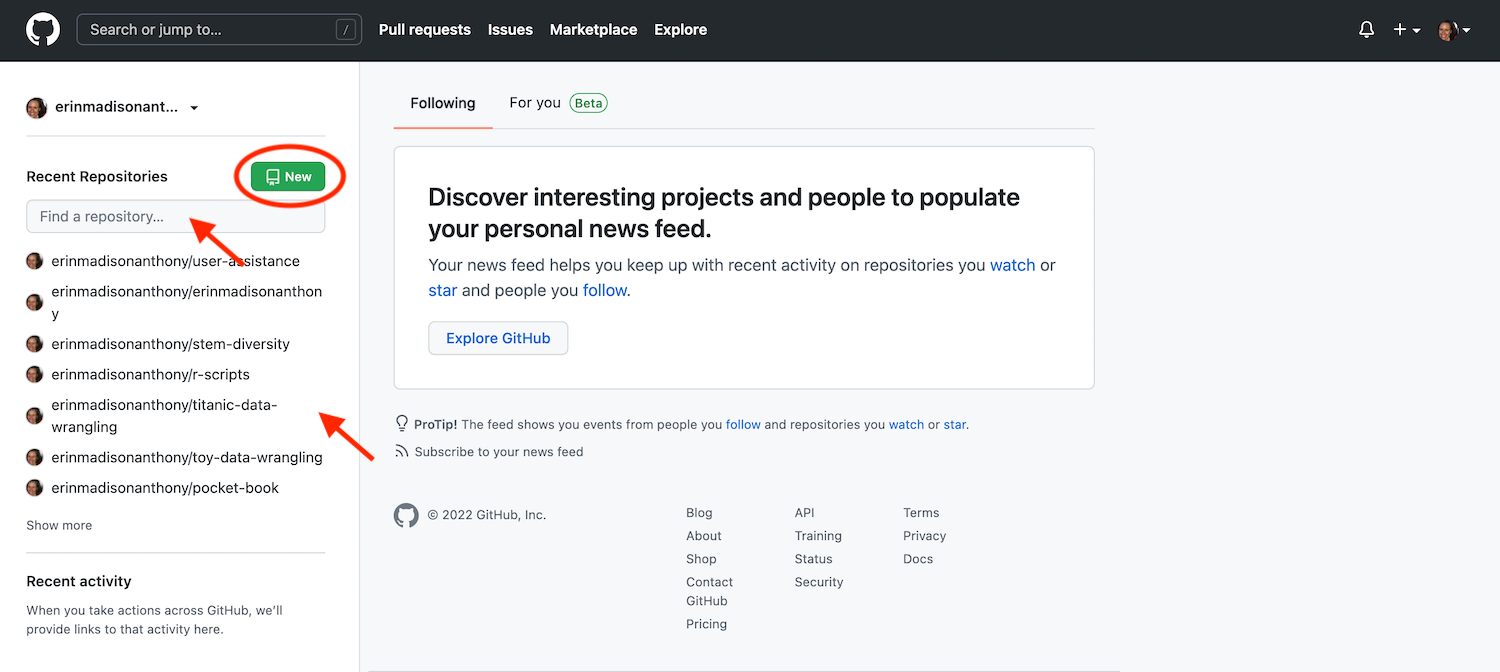 Search or jump to...
/
Pull requests
Issues
Marketplace
Explore
erinmadisonant...
Recent Repositories
New
Find a repository...
erinmadisonanthony/user-assistance
erinmadisonanthony/erinmadisonanthon
y
erinmadisonanthony/stem-diversity
erinmadisonanthony/r-scripts
erinmadisonanthony/titanic-data-
wrangling
erinmadisonanthony/toy-data-wrangling
erinmadisonanthony/pocket-book
Show more
Recent activity
When you take actions across GitHub, we’ll
provide links to that activity here.
Following
For you
Beta
Discover interesting projects and people to populate
your personal news feed.
Your news feed helps you keep up with recent activity on repositories you watch or
star and people you follow.
Explore GitHub
ProTip! The feed shows you events from people you follow and repositories you watch or star.
Subscribe to your news feed
© 2022 GitHub, Inc.
Blog
About
Shop
Contact
GitHub
Pricing
API
Training
Status
Security
Terms
Privacy
Docs